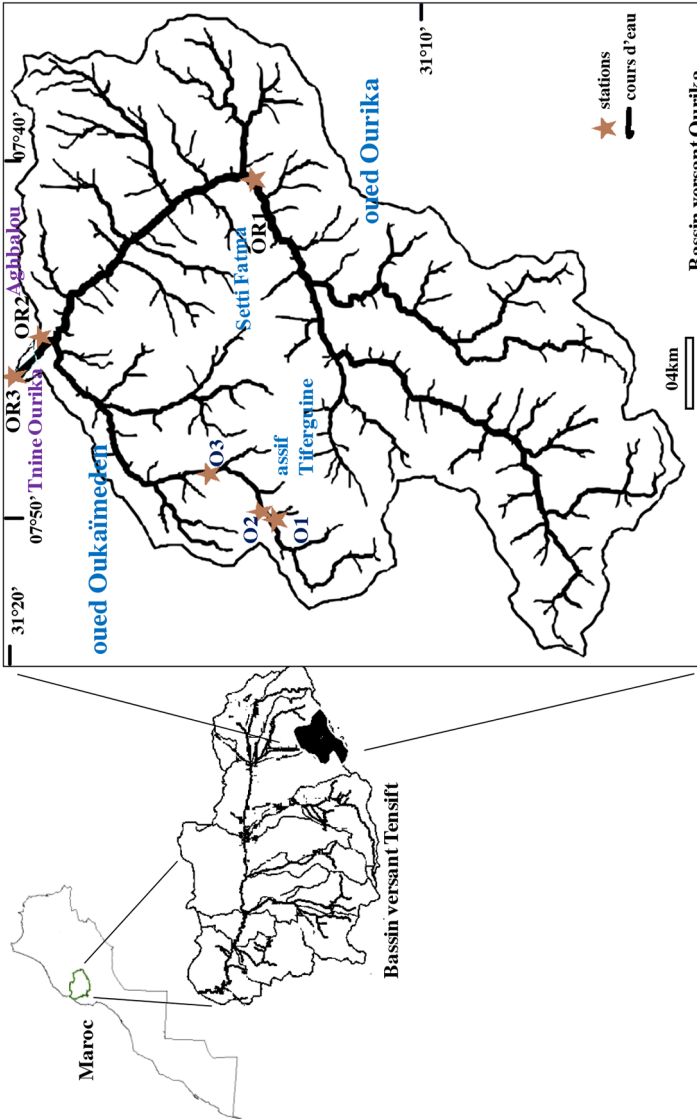 Maroc
Bassin versant Tensift
31°20'
07°50'
07°40'
31°10'
OR3
Tnine Ourika
OR2
Aghbalou
oued Oukaïmeden
O3
O2
O1
assif
Tiferguine
Setti Fatma
OR1
oued Ourika
stations
cours d'eau
04km
Bassin versant Ourika